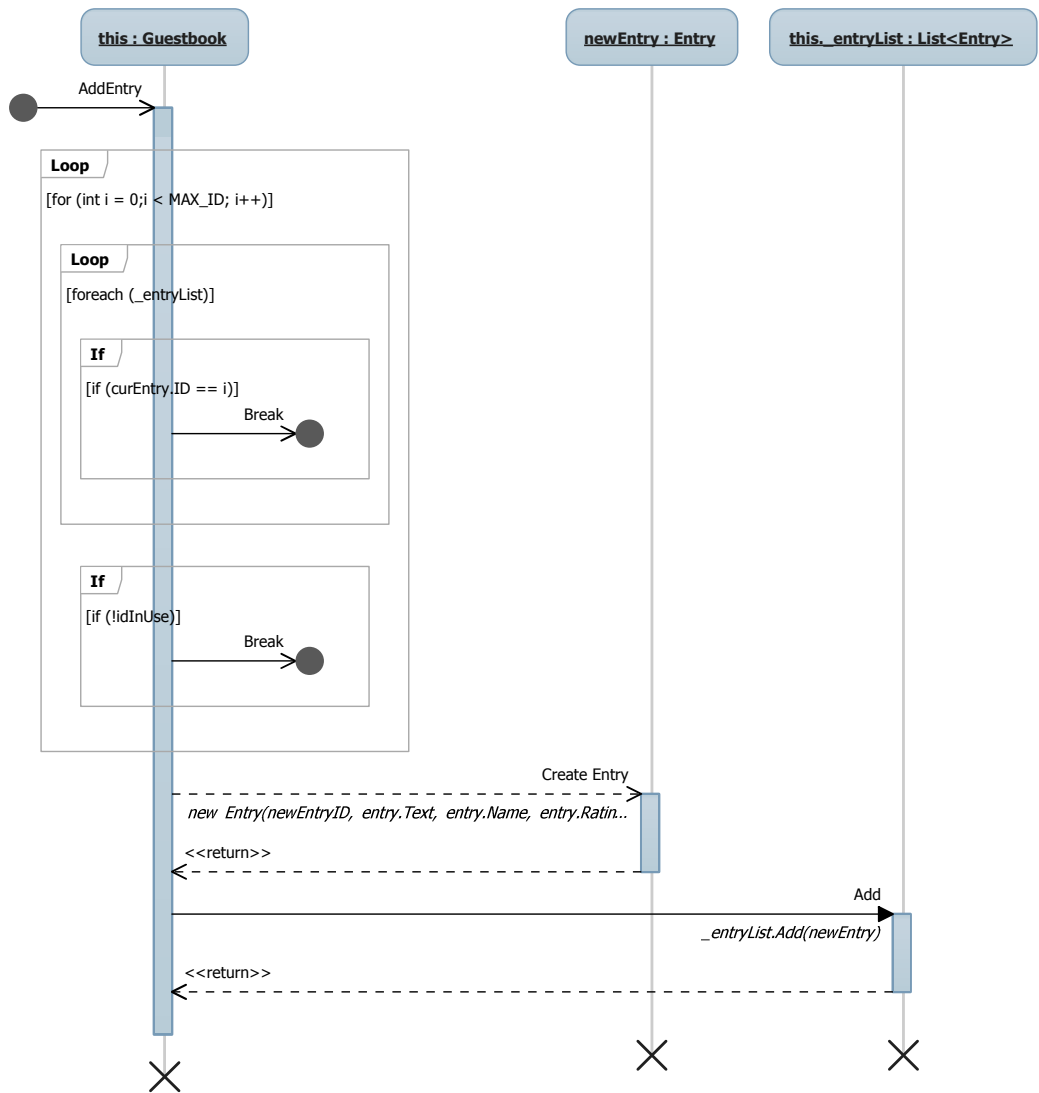 this : Guestbook
newEntry : Entry
this._entryList : List<Entry>
AddEntry
Loop
[for (int i = 0;i < MAX_ID; i++)]
Loop
[foreach (_entryList)]
If
[if (curEntry.ID == i)]
Break
If
[if (!idInUse)]
Break
Create Entry
new Entry(newEntryID, entry.Text, entry.Name, entry.Ratin...
<<return>>
Add
_entryList.Add(newEntry)
<<return>>